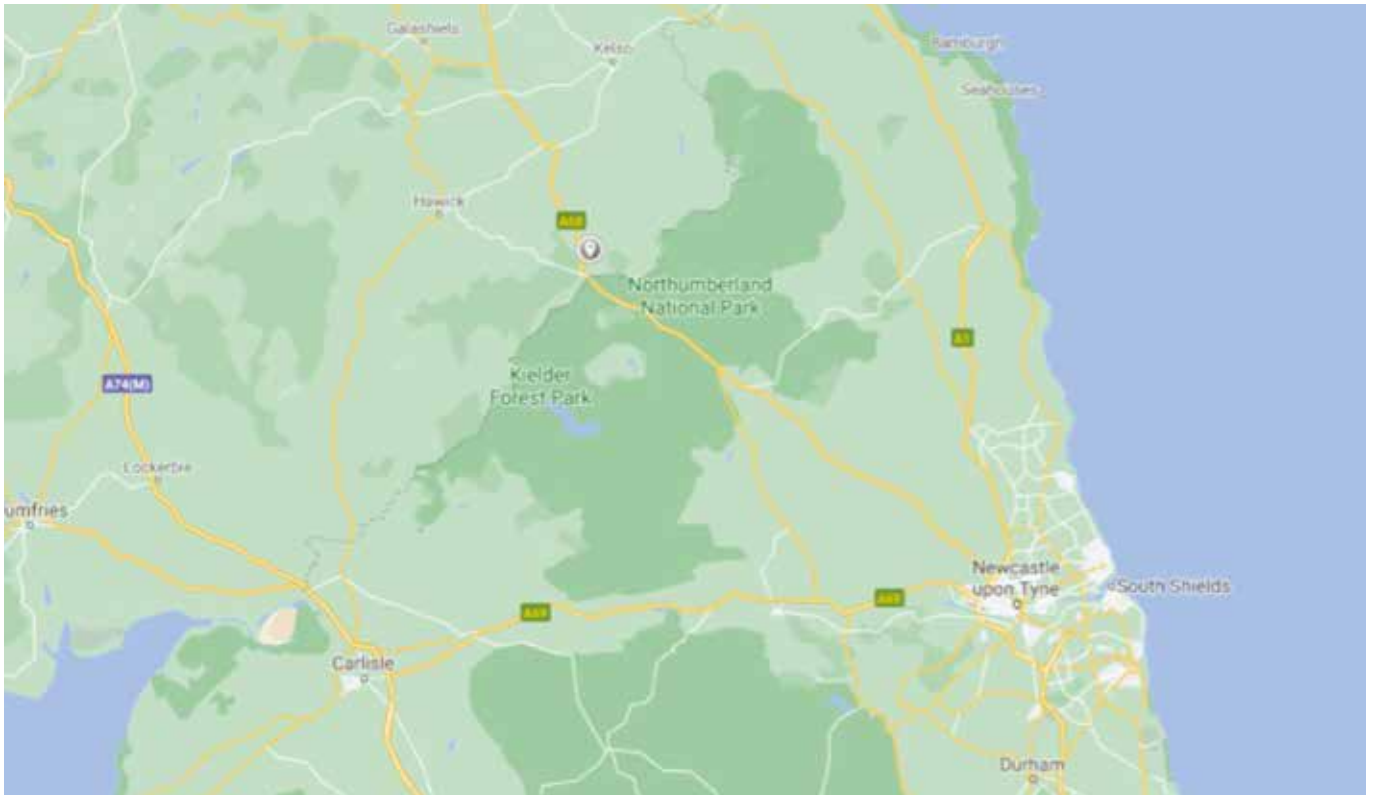 Galashiels
Kelso
Bamburgh
Seahouses
Hawick
A68
Northumberland
National Park
A1
Kielder
Forest Park
A74(M)
Lockerbie
umfries
Newcastle
upon Tyne
South Shields
A69
A69
Carlisle
Durham